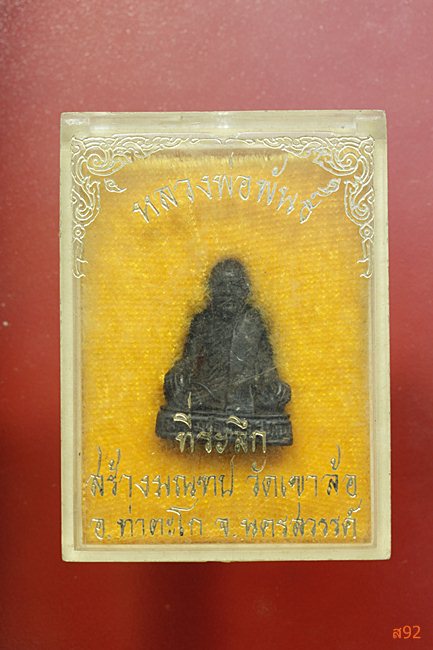 หลวงพ่อพันธ์
ที่ระลึก
สร้างมณฑป วัดเขาล้อ
อ.ท่าตะโก จ.นครสวรรค์
ส92